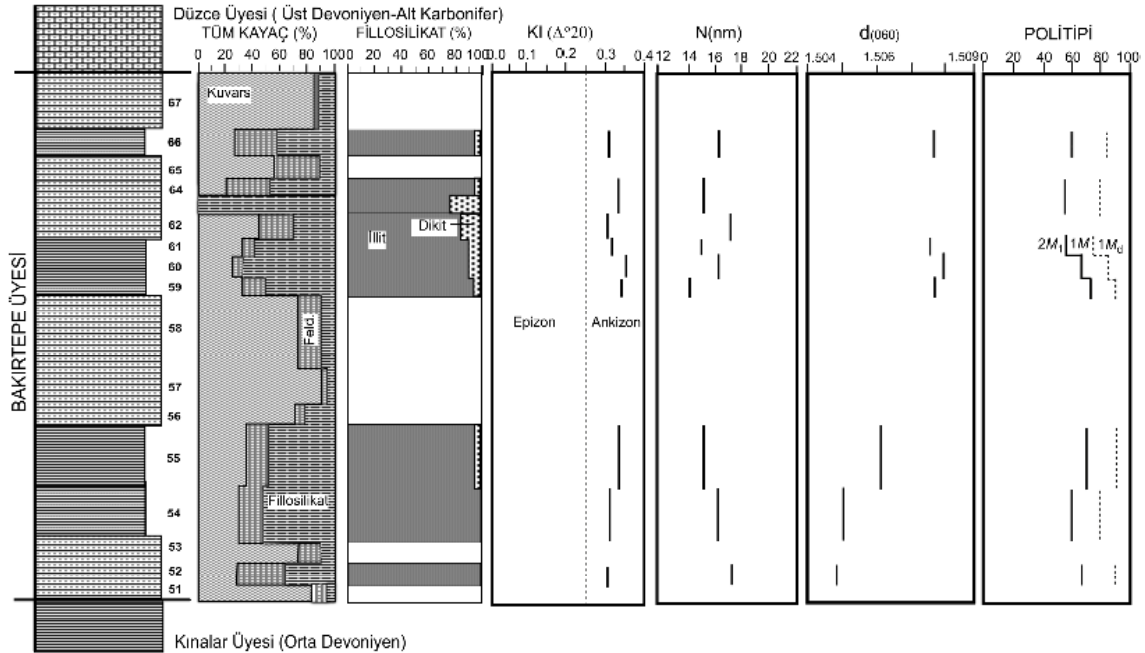 Düzce Üyesi ( Üst Devoniyen-Alt Karbonifer)
TÜM KAYAÇ (%)
0 20 40 60 80 100
FİLLOSİLİKAT (%)
20 40 60 80 100
KI (Δ°2θ)
0.0 0.1 0.2 0.3 0.4
N(nm)
12 14 16 18 20 22
d(060)
1.504 1.506 1.509
POLİTİPİ
0 20 40 60 80 100
BAKIRTEPE ÜYESİ
67
66
65
64
62
61
60
59
58
57
56
55
54
53
52
51
Kuvars
Feld.
Fillosilikat
İllit
Dikit
Epizon
Ankizon
2M1 1M 1Md
Kınalar Üyesi (Orta Devoniyen)